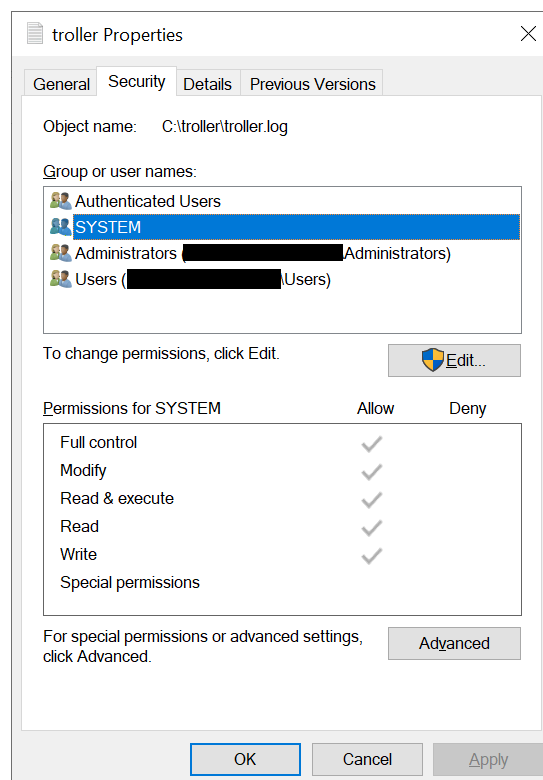 troller Properties
General Security Details Previous Versions
Object name: C:\troller\troller.log
Group or user names:
Authenticated Users
SYSTEM
Administrators ( Administrators)
Users ( \Users)
To change permissions, click Edit.
Edit...
Permissions for SYSTEM Allow Deny
Full control
Modify
Read & execute
Read
Write
Special permissions
For special permissions or advanced settings,
click Advanced.
Advanced
OK Cancel Apply